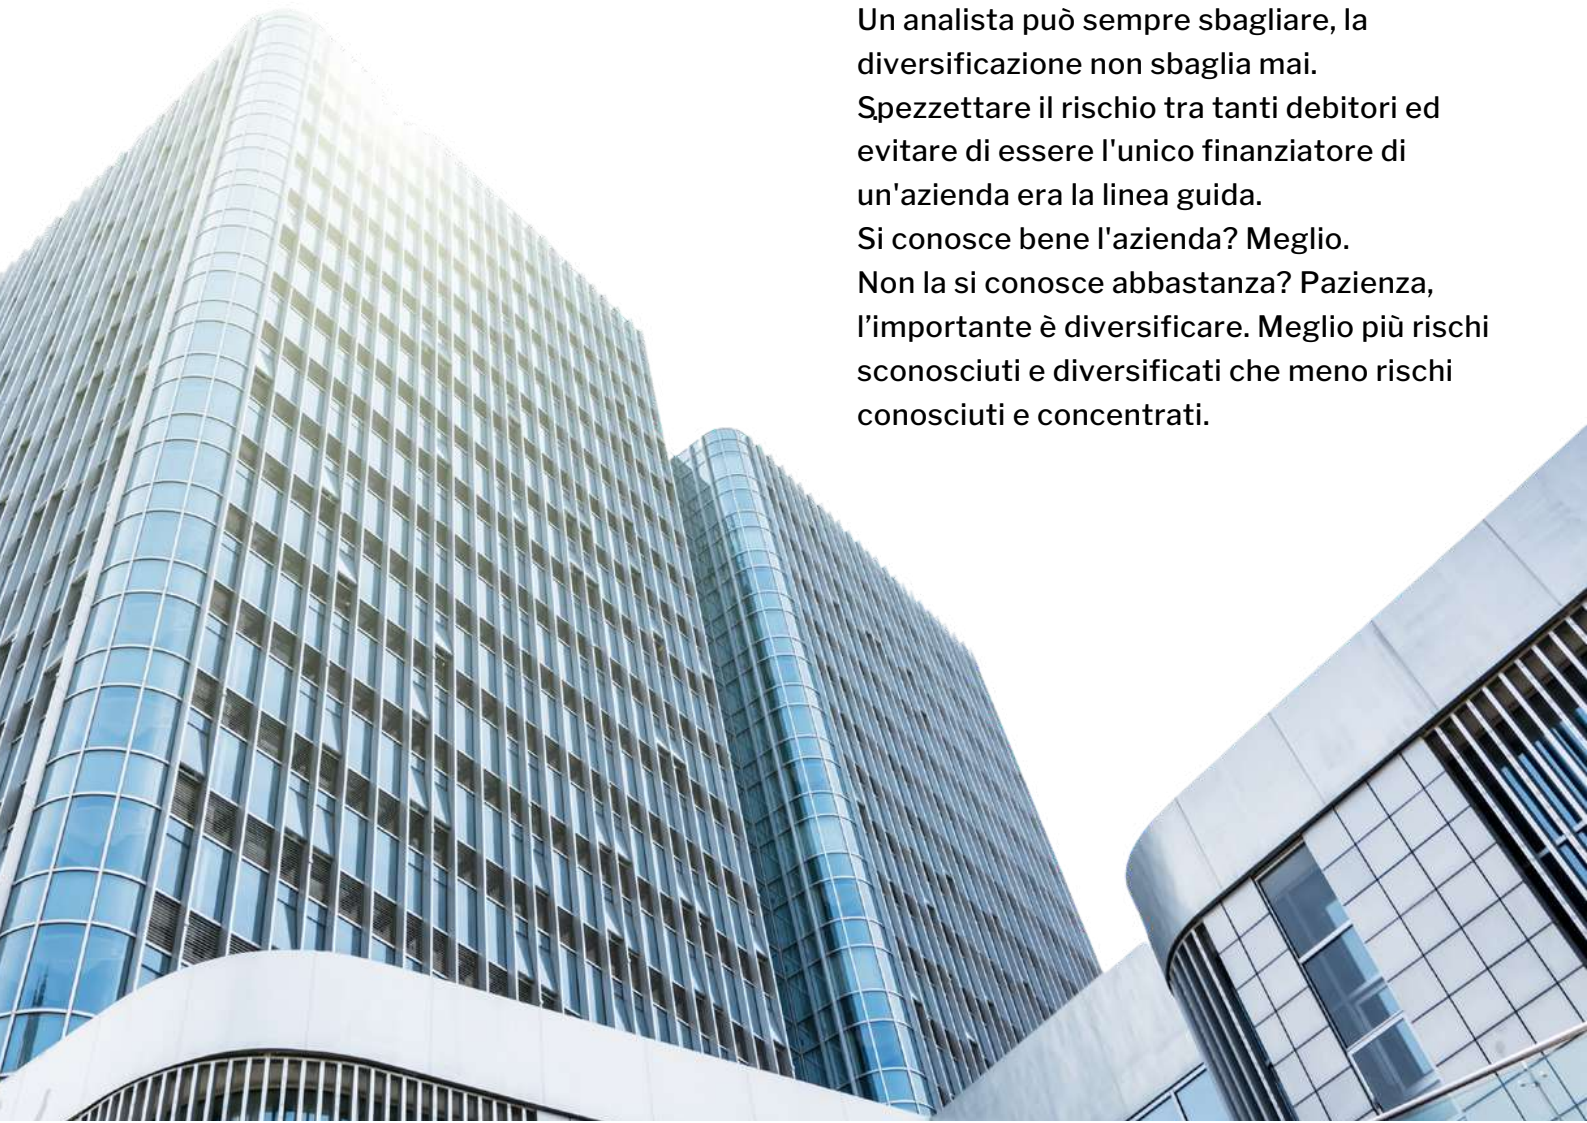 Un analista può sempre sbagliare, la
diversificazione non sbaglia mai.
Spezzettare il rischio tra tanti debitori ed
evitare di essere l'unico finanziatore di
un'azienda era la linea guida.
Si conosce bene l'azienda? Meglio.
Non la si conosce abbastanza? Pazienza,
l’importante è diversificare. Meglio più rischi
sconosciuti e diversificati che meno rischi
conosciuti e concentrati.